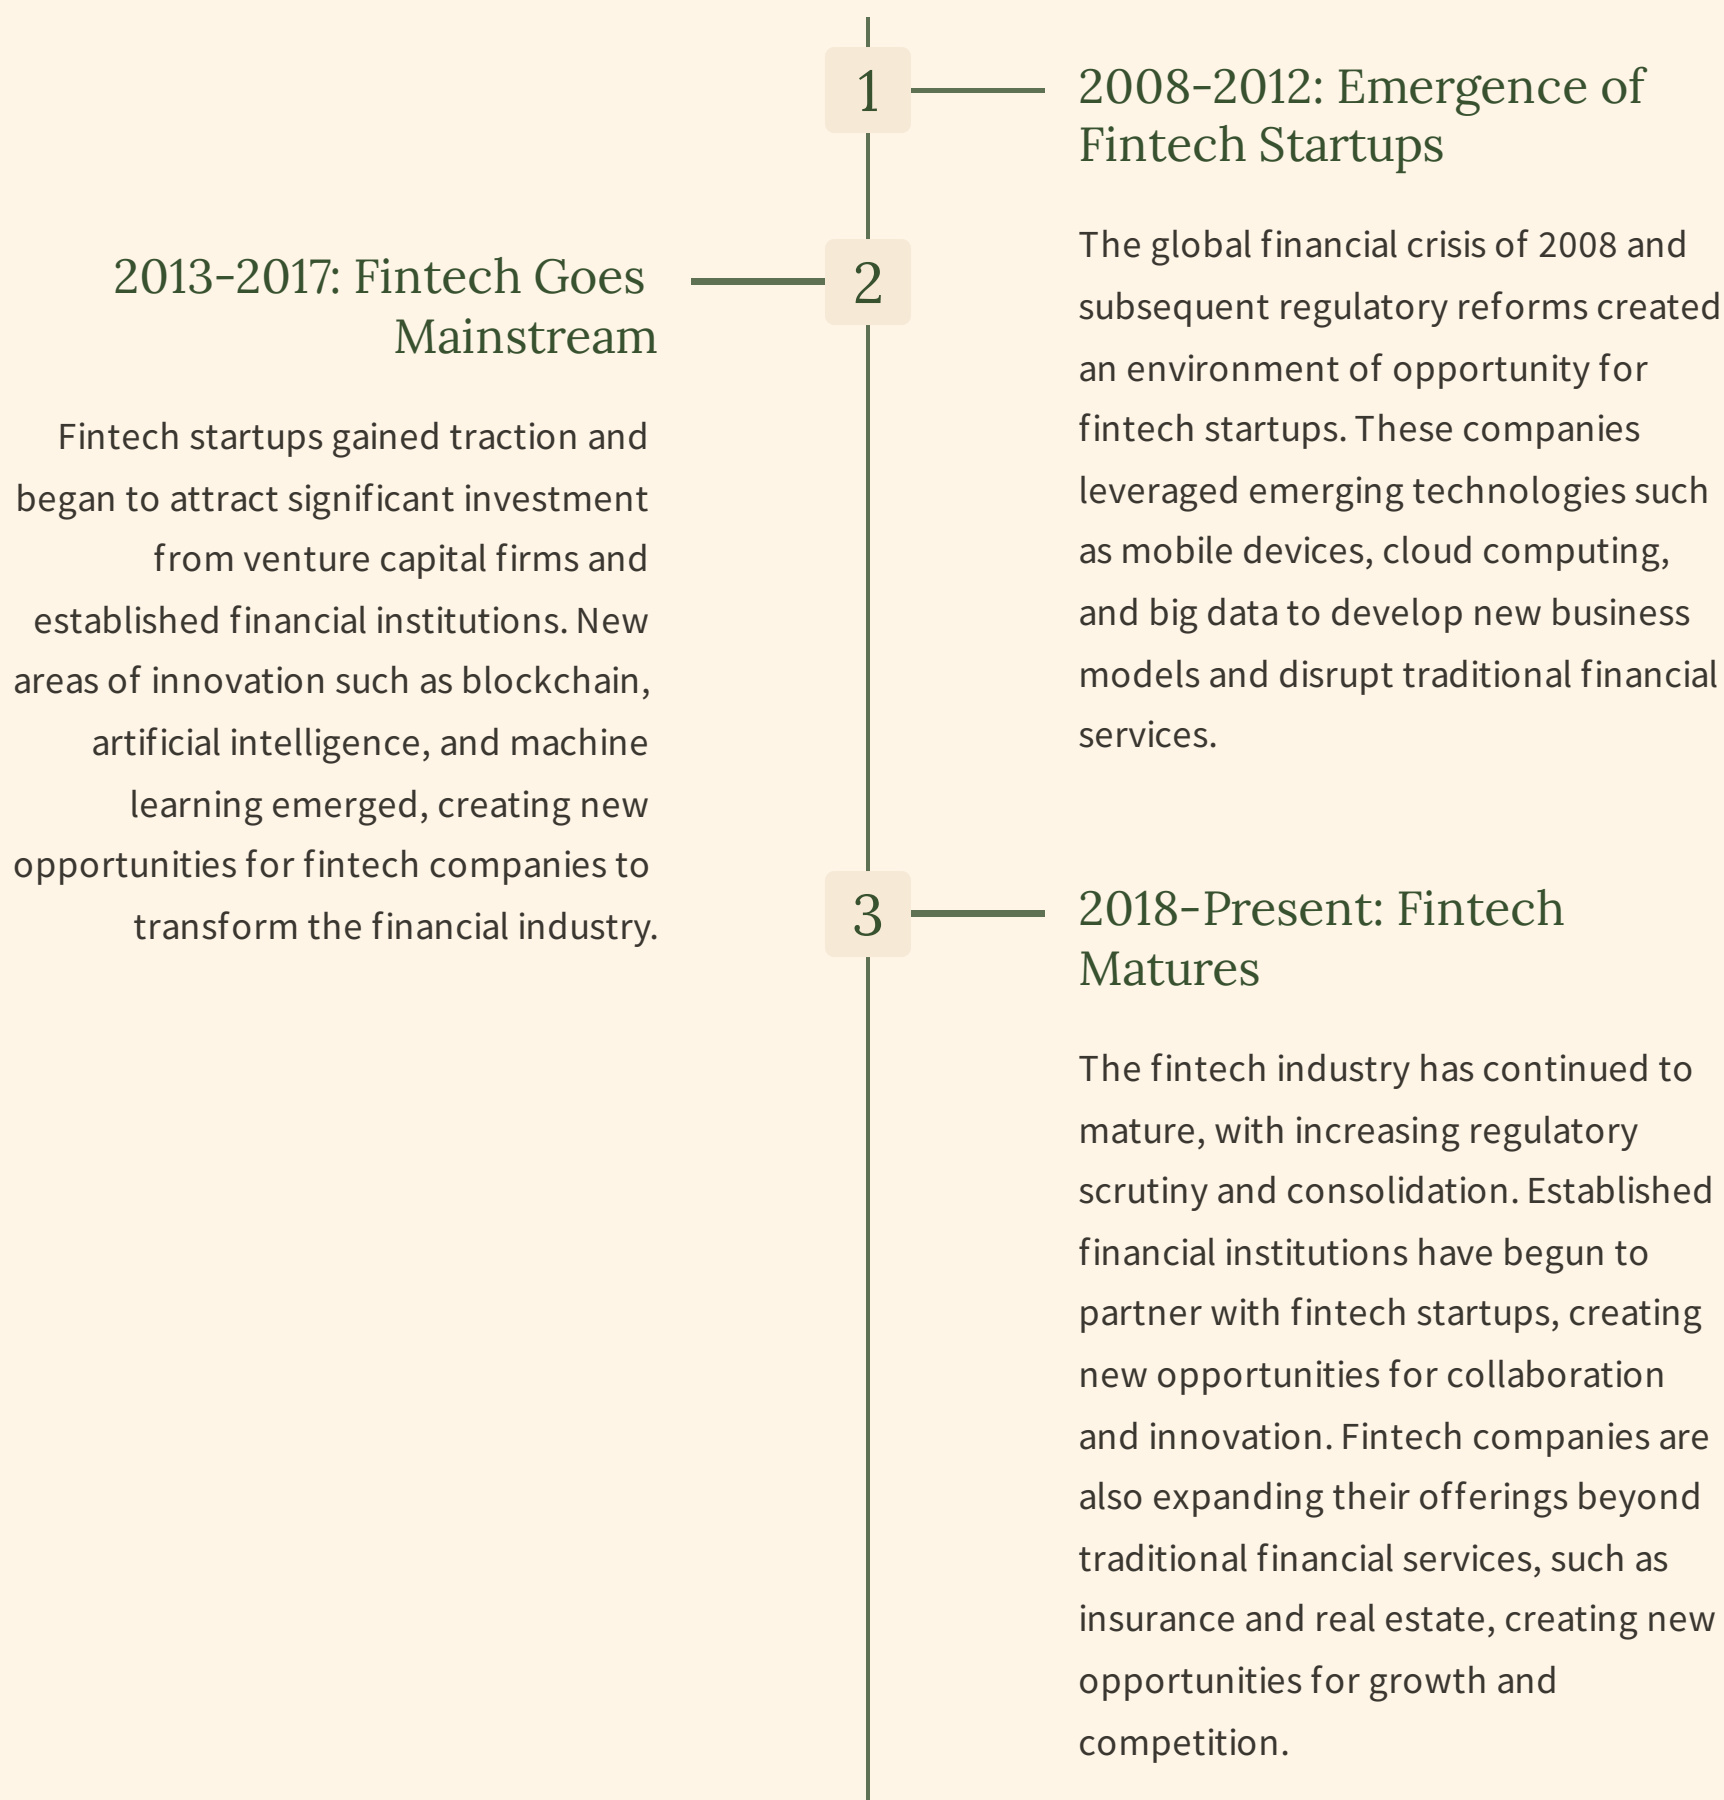 1
2008-2012: Emergence of
Fintech Startups
The global financial crisis of 2008 and
subsequent regulatory reforms created
an environment of opportunity for
fintech startups. These companies
leveraged emerging technologies such
as mobile devices, cloud computing,
and big data to develop new business
models and disrupt traditional financial
services.
2
2013-2017: Fintech Goes
Mainstream
Fintech startups gained traction and
began to attract significant investment
from venture capital firms and
established financial institutions. New
areas of innovation such as blockchain,
artificial intelligence, and machine
learning emerged, creating new
opportunities for fintech companies to
transform the financial industry.
3
2018-Present: Fintech
Matures
The fintech industry has continued to
mature, with increasing regulatory
scrutiny and consolidation. Established
financial institutions have begun to
partner with fintech startups, creating
new opportunities for collaboration
and innovation. Fintech companies are
also expanding their offerings beyond
traditional financial services, such as
insurance and real estate, creating new
opportunities for growth and
competition.